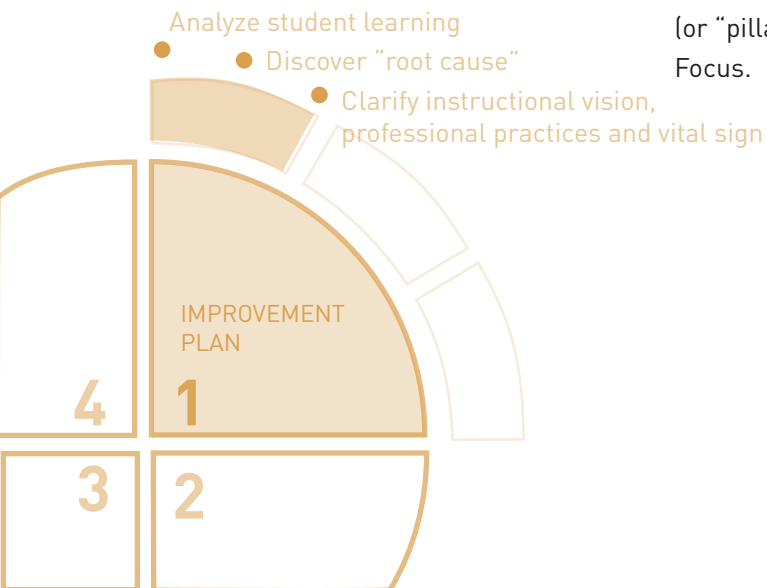 Analyze student learning
Discover “root cause”
Clarify instructional vision,
professional practices and vital sign
(or
Focus.
IMPROVEMENT
PLAN
4
1
3
2